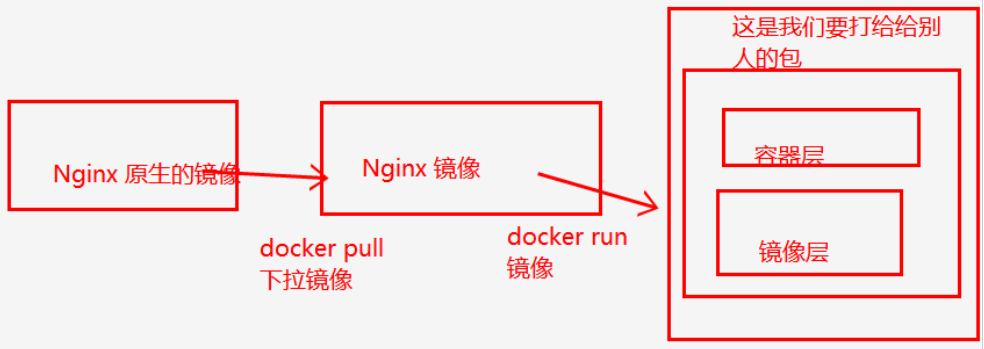 这是我们要打给给别
人的包
Nginx 原生的镜像
Nginx 镜像
容器层
镜像层
docker pull
下拉镜像
docker run
镜像